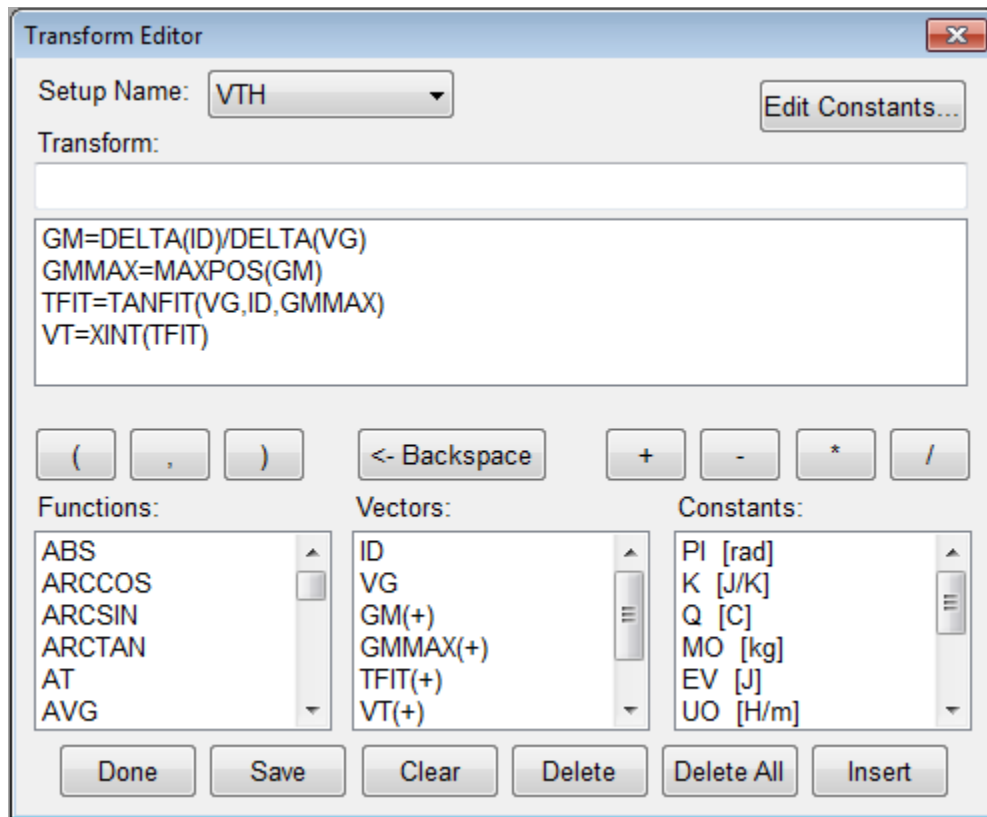 Transform Editor
Setup Name: VTH
Edit Constants...
Transform:
GM=DELTA(ID)/DELTA(VG)
GMMAX=MAXPOS(GM)
TFIT=TANFIT(VG,ID,GMMAX)
VT=XINT(TFIT)
( , ) <- Backspace + - * /
Functions: Vectors: Constants:
ABS ID PI [rad]
ARCCOS VG K [J/K]
ARCSIN GM(+) Q [C]
ARCTAN GMMAX(+) MO [kg]
AT TFIT(+) EV [J]
AVG VT(+) UO [H/m]
Done Save Clear Delete Delete All Insert